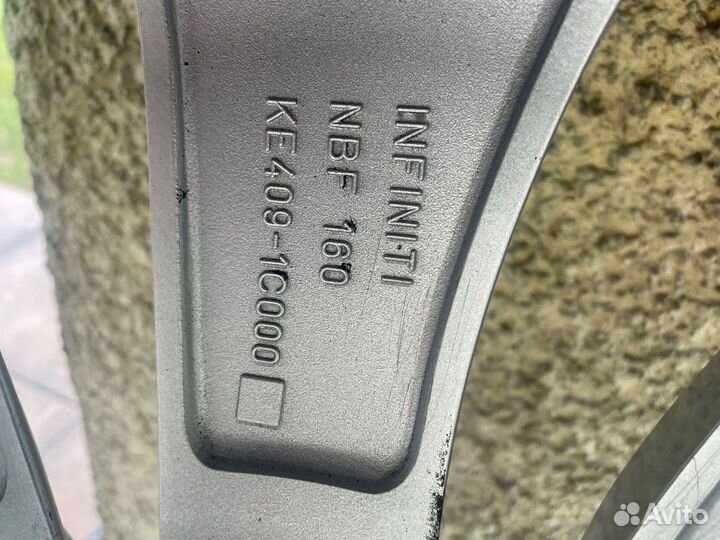 INFINITI
NBF 160
KE409-1C000
Avito